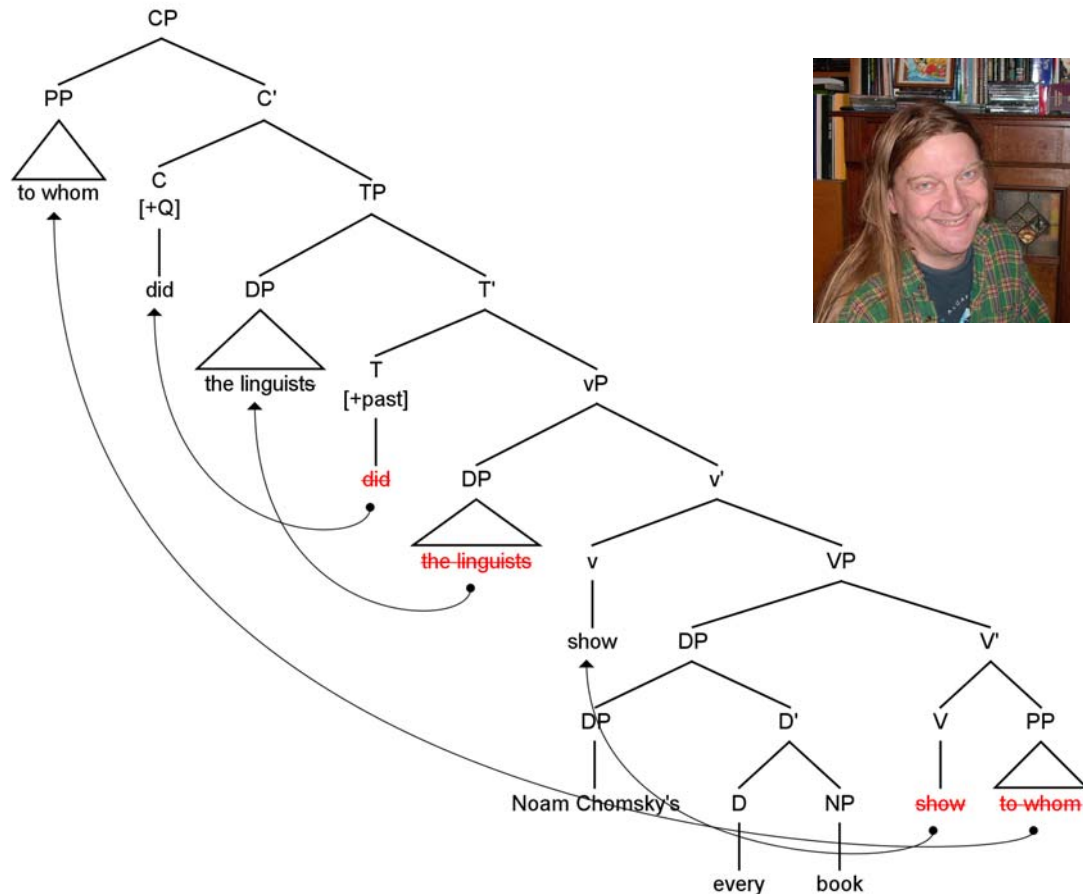 CP
PP C'
to whom
C TP
[+Q]
did DP T'
the linguists
T vP
[+past]
did DP v'
the linguists
v VP
show DP V'
DP D' V PP
Noam Chomsky's D NP show to whom
every book